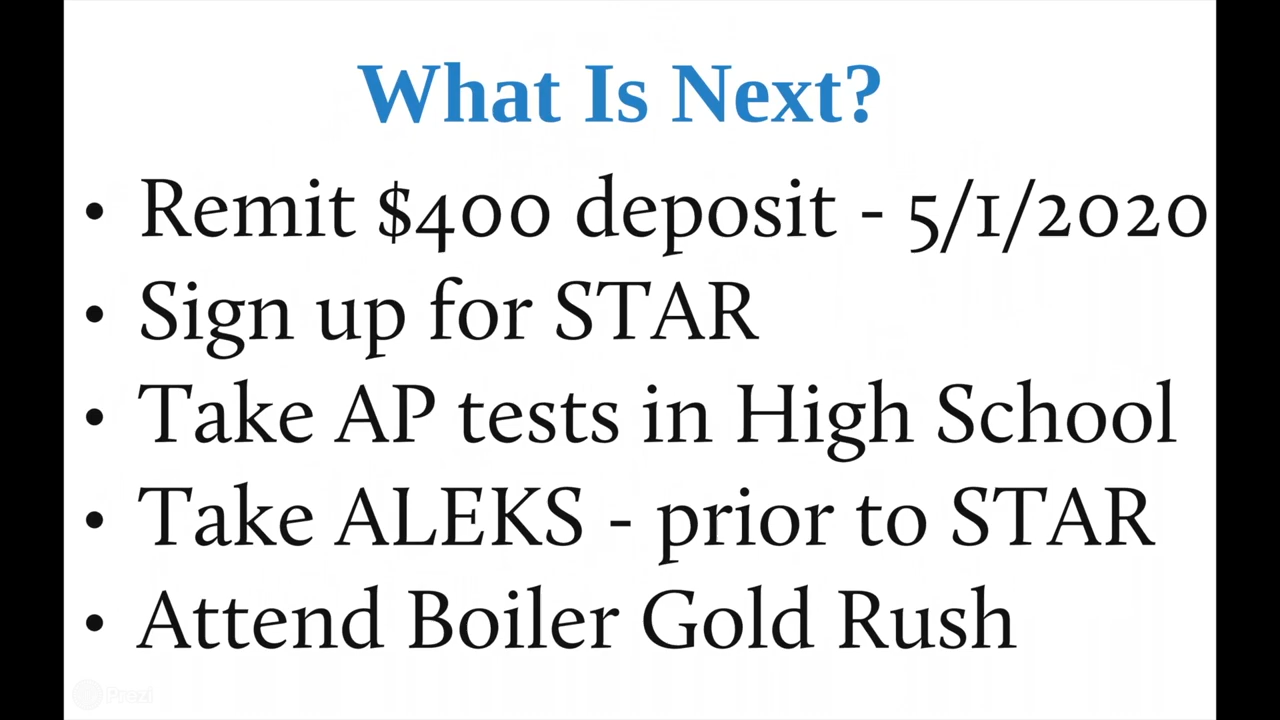 What Is Next?
• Remit $400 deposit - 5/1/2020
• Sign up for STAR
• Take AP tests in High School
• Take ALEKS - prior to STAR
• Attend Boiler Gold Rush
Prezi